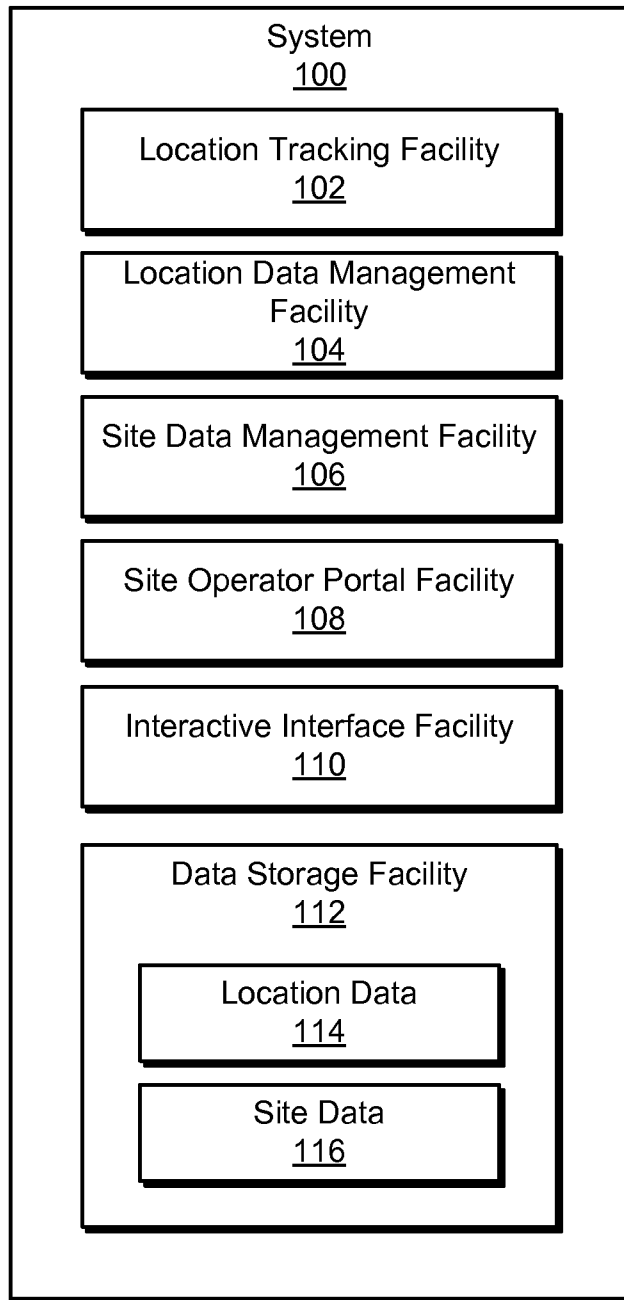 System
100
Location Tracking Facility
102
Location Data Management
Facility
104
Site Data Management Facility
106
Site Operator Portal Facility
108
Interactive Interface Facility
110
Data Storage Facility
112
Location Data
114
Site Data
116